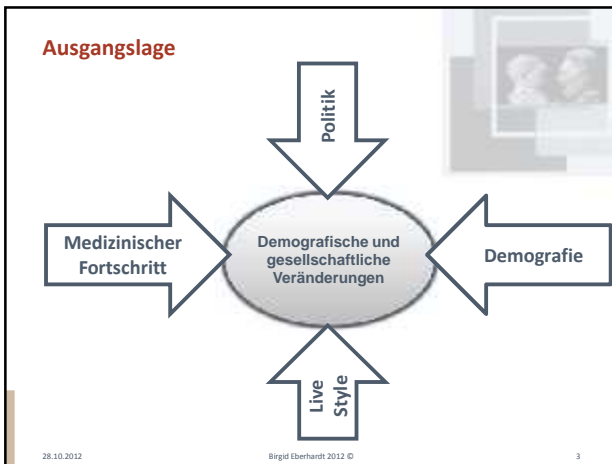 Ausgangslage
Politik
Medizinischer
Fortschritt
Demografische und
gesellschaftliche
Veränderungen
Demografie
Live
Style
28.10.2012
Birgid Eberhardt 2012 ©
3